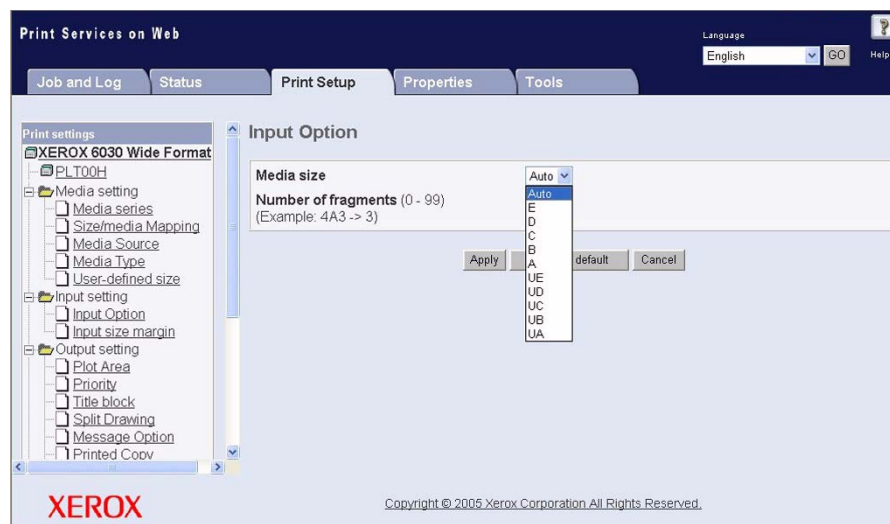 Print Services on Web
Language
English
GO
?
Help
Job and Log
Status
Print Setup
Properties
Tools
Print settings
XEROX 6030 Wide Format
PLT00H
Media setting
Media series
Size/media Mapping
Media Source
Media Type
User-defined size
Input setting
Input Option
Input size margin
Output setting
Plot Area
Priority
Title block
Split Drawing
Message Option
Printed Copy
Input Option
Media size
Auto
Number of fragments (0 - 99)
(Example: 4A3 -> 3)
Auto
E
D
C
B
A
UE
UD
UC
UB
UA
Apply
default
Cancel
XEROX
Copyright © 2005 Xerox Corporation All Rights Reserved.